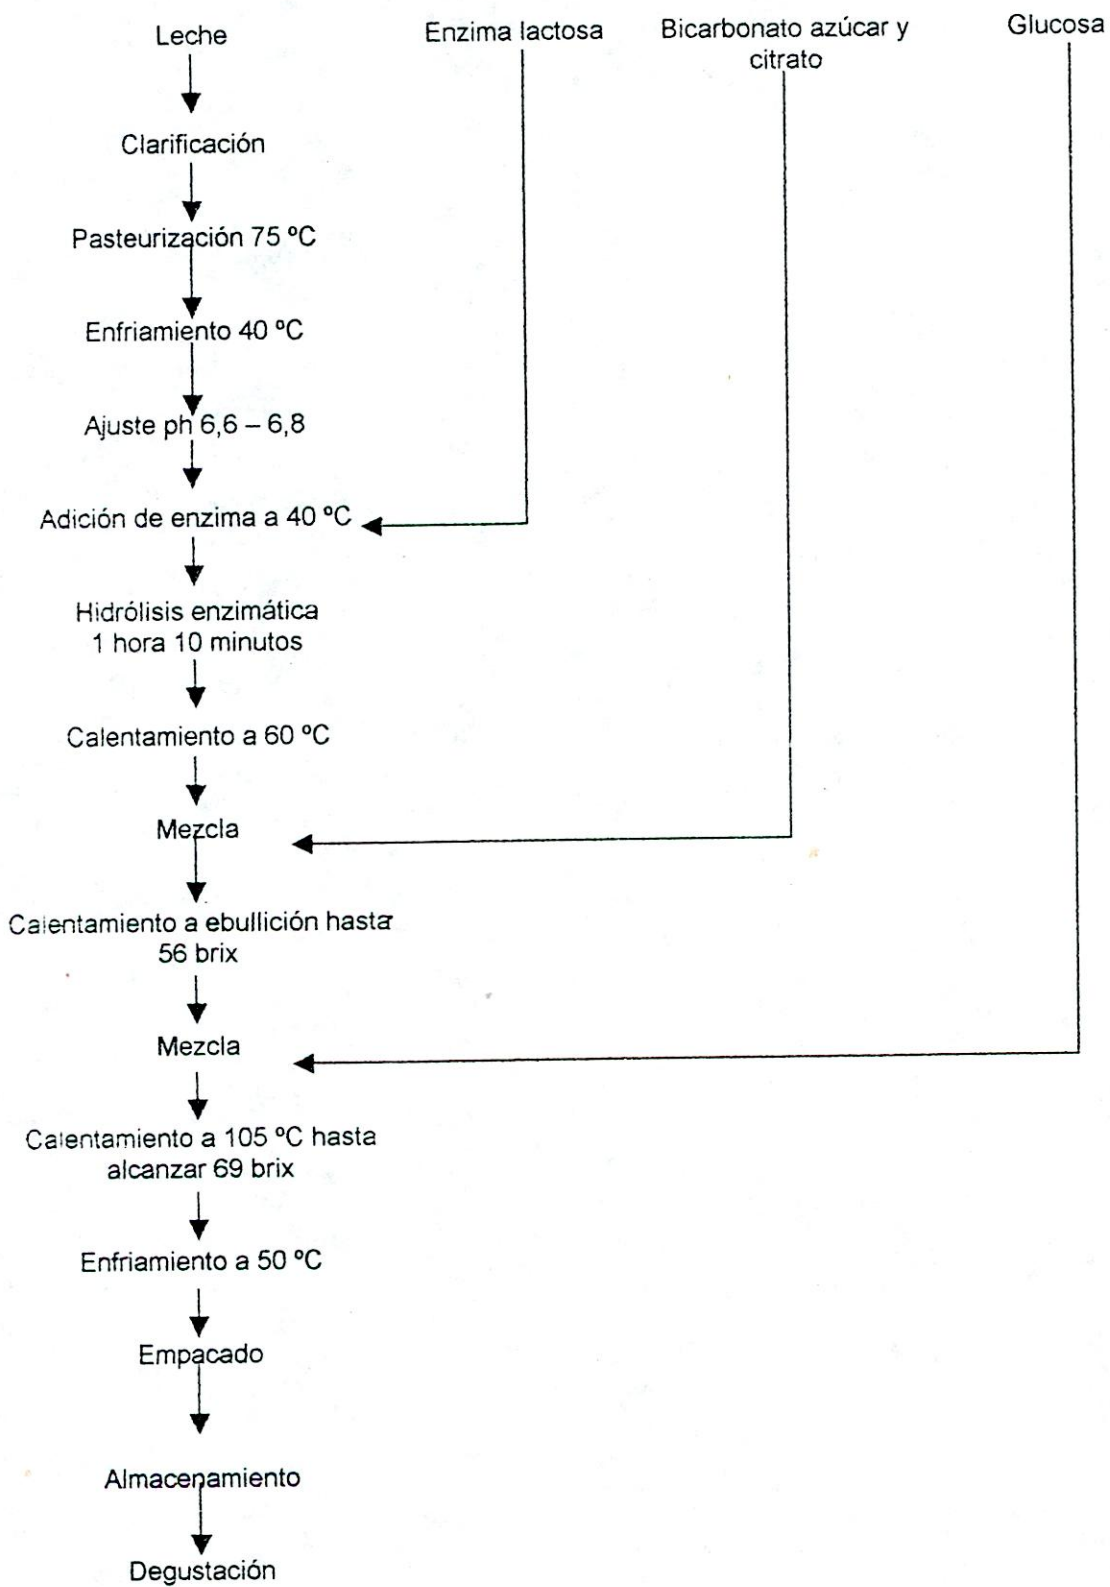 Leche
Enzima lactosa
Bicarbonato azúcar y
citrato
Glucosa
Clarificación
Pasteurización 75 ºC
Enfriamiento 40 ºC
Ajuste ph 6,6 – 6,8
Adición de enzima a 40 ºC
Hidrólisis enzimática
1 hora 10 minutos
Calentamiento a 60 ºC
Mezcla
Calentamiento a ebullición hasta
56 brix
Mezcla
Calentamiento a 105 ºC hasta
alcanzar 69 brix
Enfriamiento a 50 ºC
Empacado
Almacenamiento
Degustación